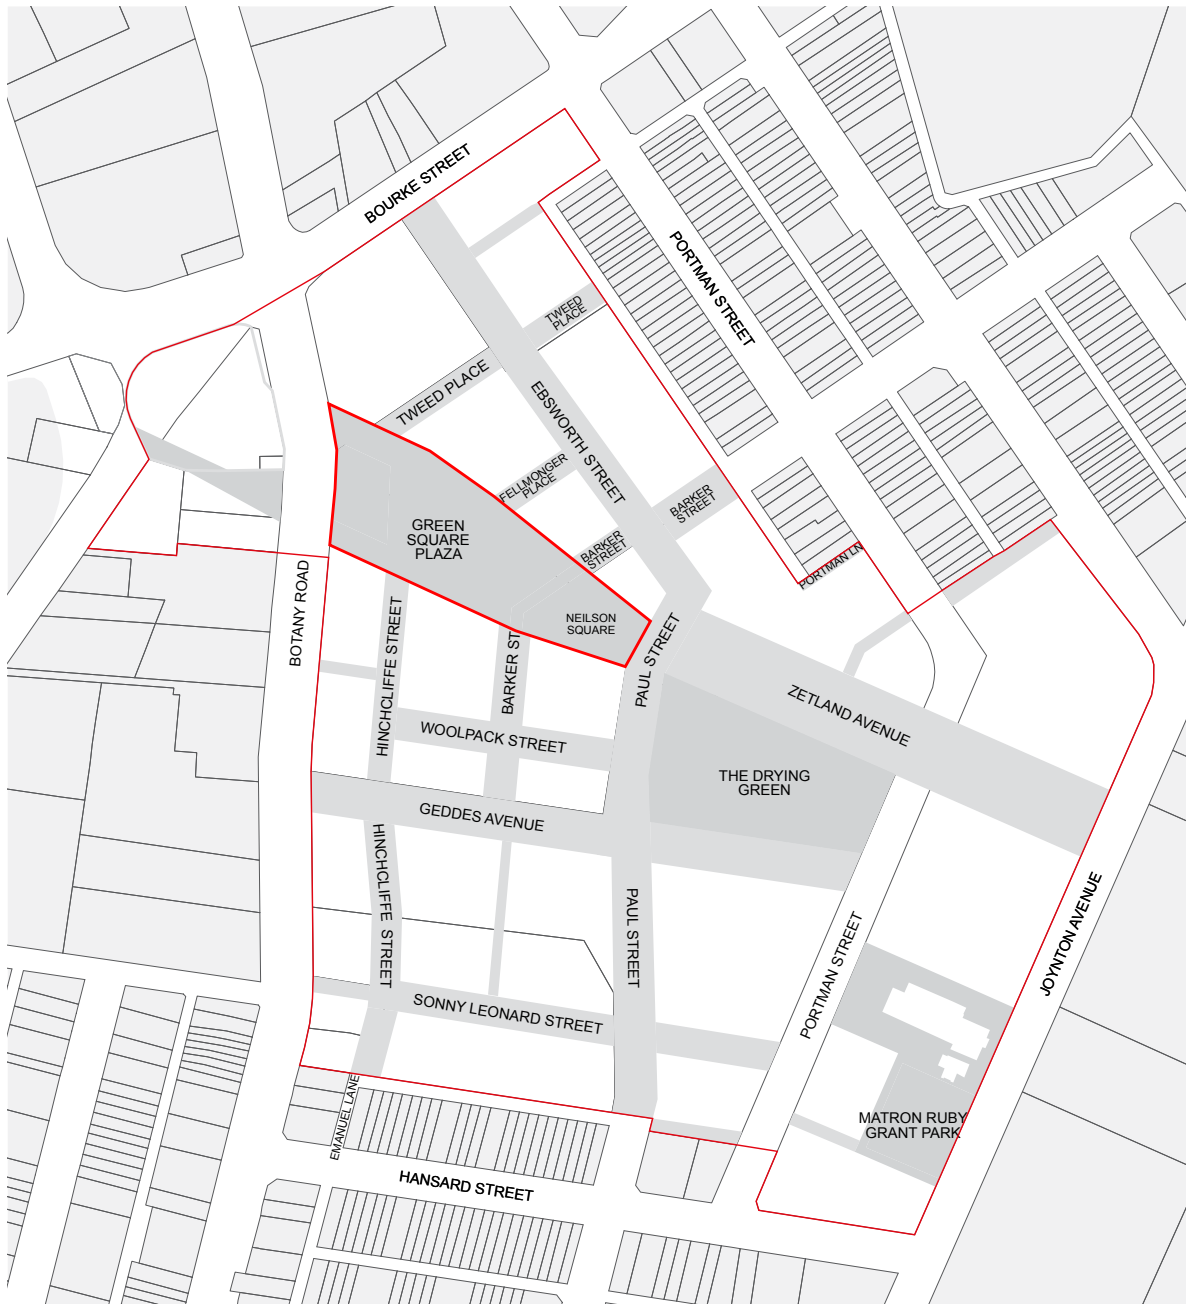 BOURKE STREET
PORTMAN STREET
TWEED
PLACE
TWEED PLACE
EBSWORTH STREET
FELLMONGER
PLACE
BARKER
STREET
GREEN
SQUARE
PLAZA
BARKER
STREET
PORTMAN LN
BOTANY ROAD
NEILSON
SQUARE
HINCHCLIFFE STREET
BARKER ST
PAUL STREET
ZETLAND AVENUE
WOOLPACK STREET
THE DRYING
GREEN
GEDDES AVENUE
HINCHCLIFFE STREET
PAUL STREET
PORTMAN STREET
JOYNTON AVENUE
SONNY LEONARD STREET
EMANUEL LANE
MATRON RUBY
GRANT PARK
HANSARD STREET